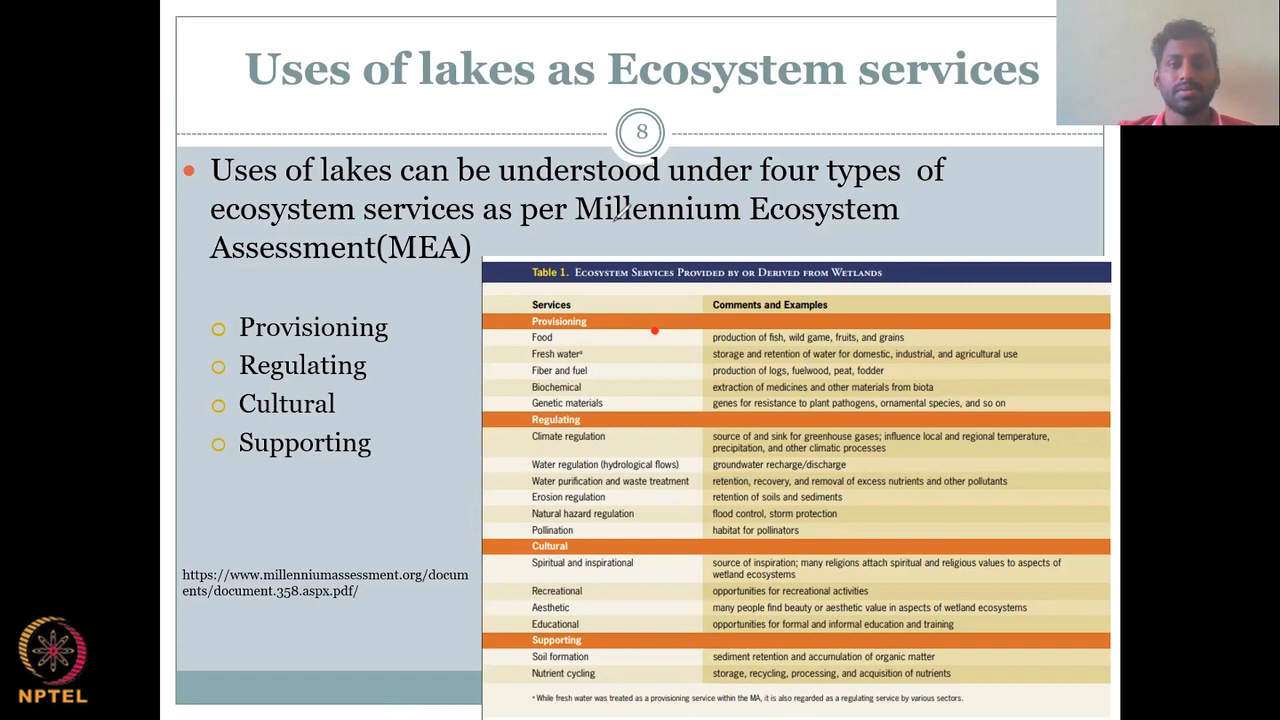 Uses of lakes as Ecosystem services
8
Uses of lakes can be understood under four types of
ecosystem services as per Millennium Ecosystem
Assessment(MEA)
Provisioning
Regulating
Cultural
Supporting
https://www.millenniumassessment.org/docum
ents/document.358.aspx.pdf/
Table 1. ECOSYSTEM SERVICES PROVIDED BY OR DERIVED FROM WETLANDS
Services Comments and Examples
Provisioning
Food production of fish, wild game, fruits, and grains
Fresh waterᵃ storage and retention of water for domestic, industrial, and agricultural use
Fiber and fuel production of logs, fuelwood, peat, fodder
Biochemical extraction of medicines and other materials from biota
Genetic materials genes for resistance to plant pathogens, ornamental species, and so on
Regulating
Climate regulation source of and sink for greenhouse gases; influence local and regional temperature,
precipitation, and other climatic processes
Water regulation (hydrological flows) groundwater recharge/discharge
Water purification and waste treatment retention, recovery, and removal of excess nutrients and other pollutants
Erosion regulation retention of soils and sediments
Natural hazard regulation flood control, storm protection
Pollination habitat for pollinators
Cultural
Spiritual and inspirational source of inspiration; many religions attach spiritual and religious values to aspects of
wetland ecosystems
Recreational opportunities for recreational activities
Aesthetic many people find beauty or aesthetic value in aspects of wetland ecosystems
Educational opportunities for formal and informal education and training
Supporting
Soil formation sediment retention and accumulation of organic matter
Nutrient cycling storage, recycling, processing, and acquisition of nutrients
ᵃ While fresh water was treated as a provisioning service within the MA, it is also regarded as a regulating service by various sectors.
NPTEL